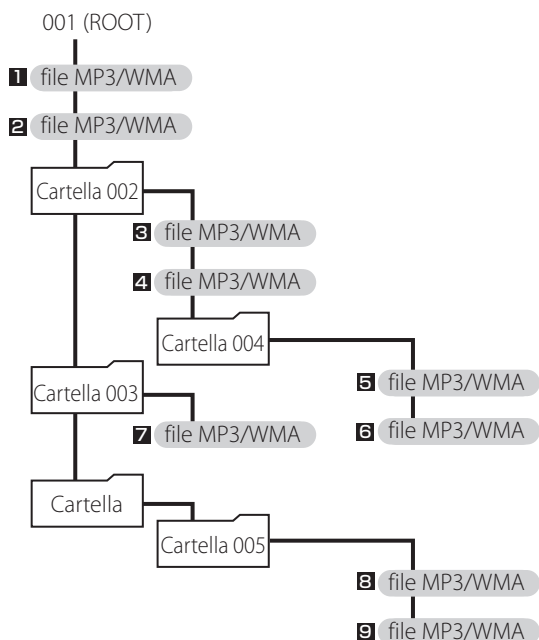 001 (ROOT)
1 file MP3/WMA
2 file MP3/WMA
Cartella 002
3 file MP3/WMA
4 file MP3/WMA
Cartella 004
5 file MP3/WMA
6 file MP3/WMA
Cartella 003
7 file MP3/WMA
Cartella
Cartella 005
8 file MP3/WMA
9 file MP3/WMA